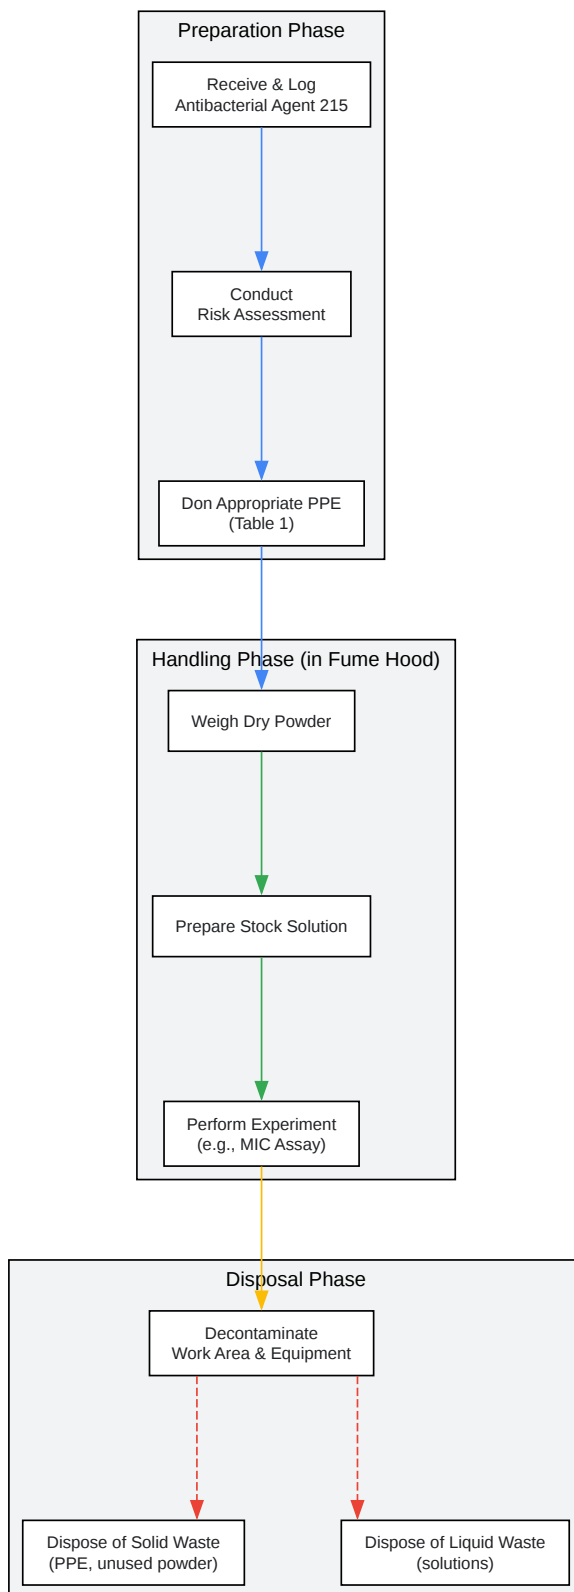 Preparation Phase
Receive & Log
Antibacterial Agent 215
Conduct
Risk Assessment
Don Appropriate PPE
(Table 1)
Handling Phase (in Fume Hood)
Weigh Dry Powder
Prepare Stock Solution
Perform Experiment
(e.g., MIC Assay)
Disposal Phase
Decontaminate
Work Area & Equipment
Dispose of Solid Waste
(PPE, unused powder)
Dispose of Liquid Waste
(solutions)